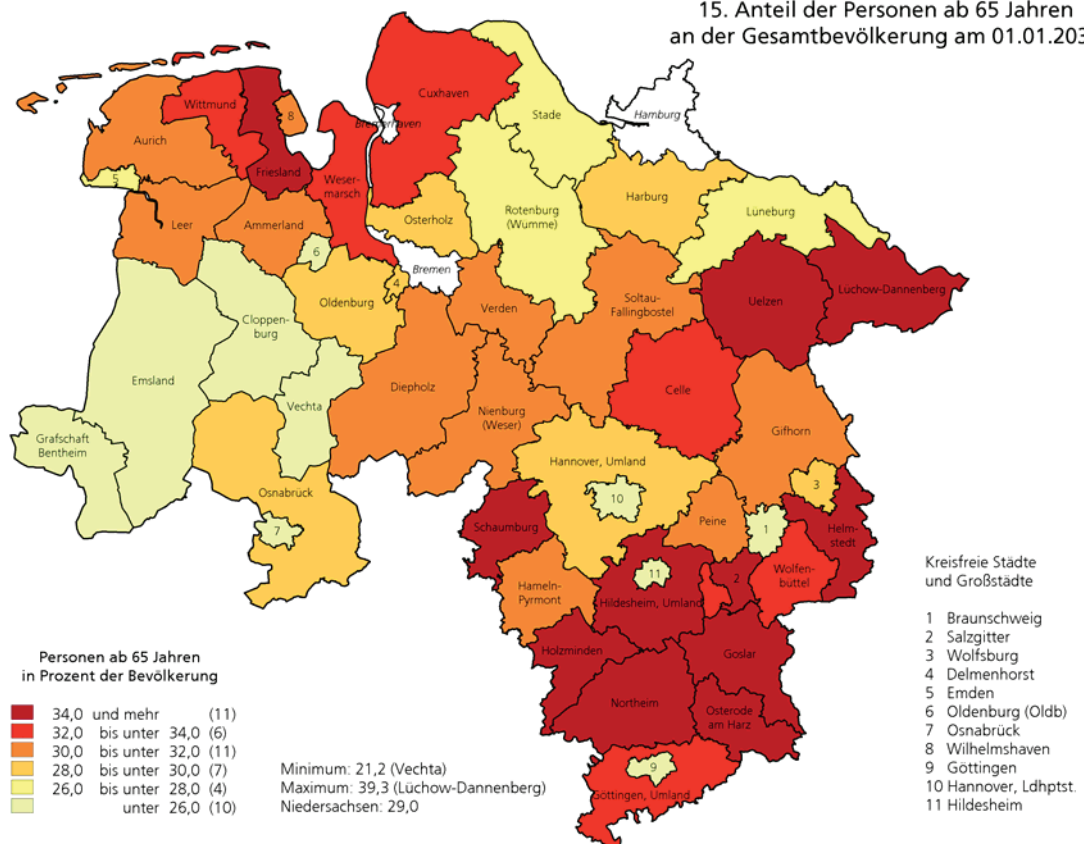 15. Anteil der Personen ab 65 Jahren
an der Gesamtbevölkerung am 01.01.203
Cuxhaven
Wittmund
8
Bremerhaven
Stade
Hamburg
Aurich
Friesland
5
Weser-
marsch
Harburg
Lüneburg
Rotenburg
(Wümme)
Osterholz
Leer
Ammerland
6
Bremen
4
Oldenburg
Verden
Soltau-
Fallingbostel
Uelzen
Lüchow-Dannenberg
Cloppen-
burg
Emsland
Vechta
Diepholz
Celle
Nienburg
(Weser)
Gifhorn
Grafschaft
Bentheim
Hannover, Umland
3
Osnabrück
10
7
Schaumburg
Peine
1
Helm-
stedt
Hameln-
Pyrmont
11
2
Wolfen-
büttel
Hildesheim, Umland
Holzminden
Goslar
Northeim
Osterode
am Harz
9
Göttingen, Umland
Personen ab 65 Jahren
in Prozent der Bevölkerung
34,0 und mehr (11)
32,0 bis unter 34,0 (6)
30,0 bis unter 32,0 (11)
28,0 bis unter 30,0 (7)
26,0 bis unter 28,0 (4)
unter 26,0 (10)
Minimum: 21,2 (Vechta)
Maximum: 39,3 (Lüchow-Dannenberg)
Niedersachsen: 29,0
Kreisfreie Städte
und Großstädte
1 Braunschweig
2 Salzgitter
3 Wolfsburg
4 Delmenhorst
5 Emden
6 Oldenburg (Oldb)
7 Osnabrück
8 Wilhelmshaven
9 Göttingen
10 Hannover, Ldhptst.
11 Hildesheim